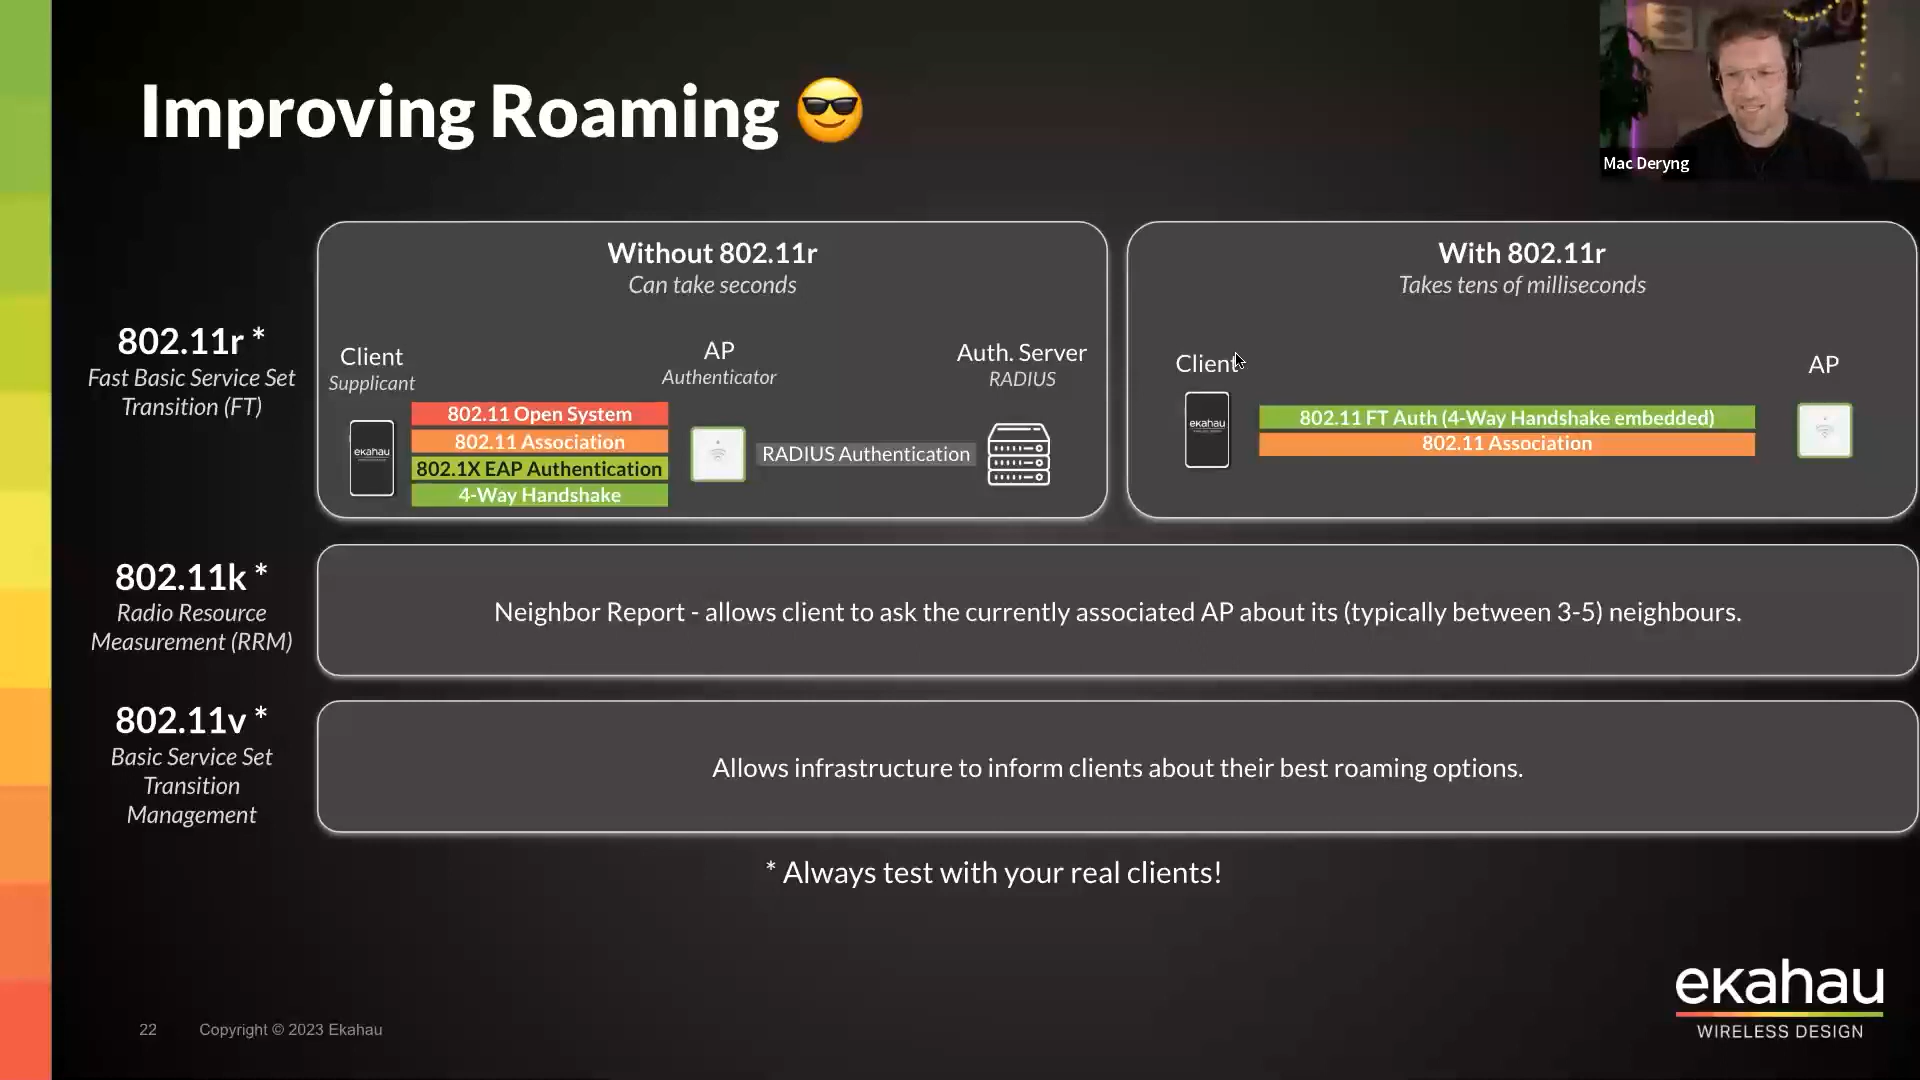 Improving Roaming
Mac Deryng
802.11r *
Fast Basic Service Set
Transition (FT)
Without 802.11r
Can take seconds
Client
Supplicant
AP
Authenticator
Auth. Server
RADIUS
ekahau
802.11 Open System
802.11 Association
802.1X EAP Authentication
4-Way Handshake
RADIUS Authentication
With 802.11r
Takes tens of milliseconds
Client
AP
ekahau
802.11 FT Auth (4-Way Handshake embedded)
802.11 Association
802.11k *
Radio Resource
Measurement (RRM)
Neighbor Report - allows client to ask the currently associated AP about its (typically between 3-5) neighbours.
802.11v *
Basic Service Set
Transition
Management
Allows infrastructure to inform clients about their best roaming options.
* Always test with your real clients!
22
Copyright © 2023 Ekahau
ekahau
WIRELESS DESIGN